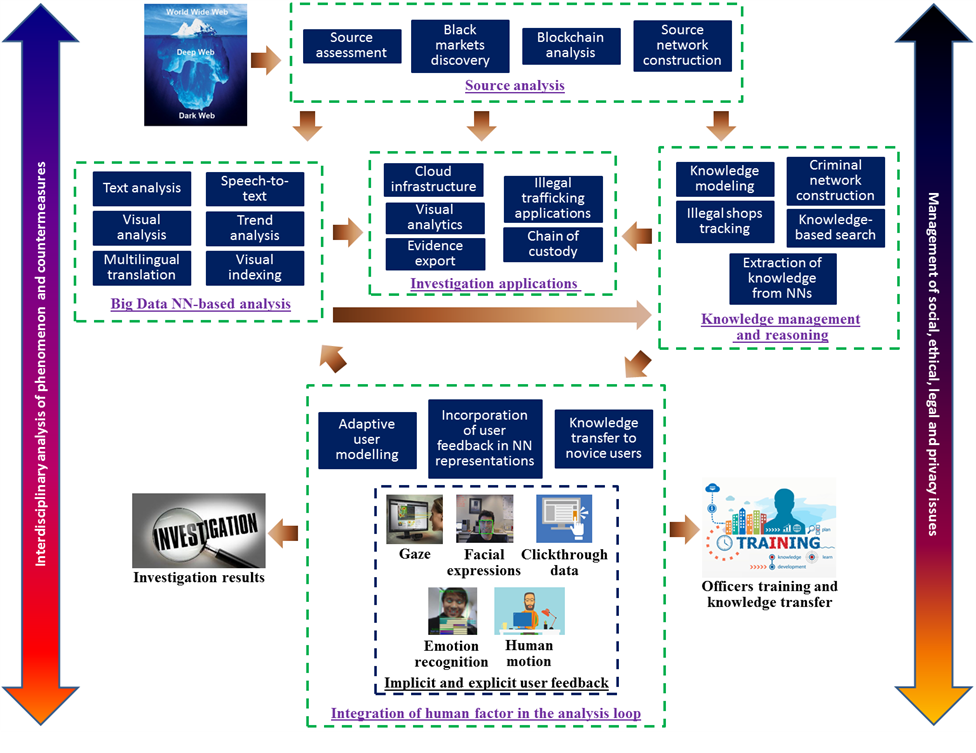 World Wide Web
Deep Web
Dark Web
Source
assessment
Black
markets
discovery
Blockchain
analysis
Source
network
construction
Source analysis
Text analysis
Speech-to-
text
Visual
analysis
Trend
analysis
Multilingual
translation
Visual
indexing
Big Data NN-based analysis
Cloud
infrastructure
Visual
analytics
Evidence
export
Illegal
trafficking
applications
Chain of
custody
Investigation applications
Knowledge
modeling
Criminal
network
construction
Illegal shops
tracking
Knowledge-
based search
Extraction of
knowledge
from NNs
Knowledge management
and reasoning
Interdisciplinary analysis of phenomenon and countermeasures
Management of social, ethical, legal and privacy issues
Adaptive
user
modelling
Incorporation
of user
feedback in NN
representations
Knowledge
transfer to
novice users
Gaze
Facial
expressions
Clickthrough
data
Emotion
recognition
Human
motion
Implicit and explicit user feedback
Integration of human factor in the analysis loop
INVESTIGATION
Investigation results
plan
TRAINING
knowledge
learn
development
Officers training and
knowledge transfer